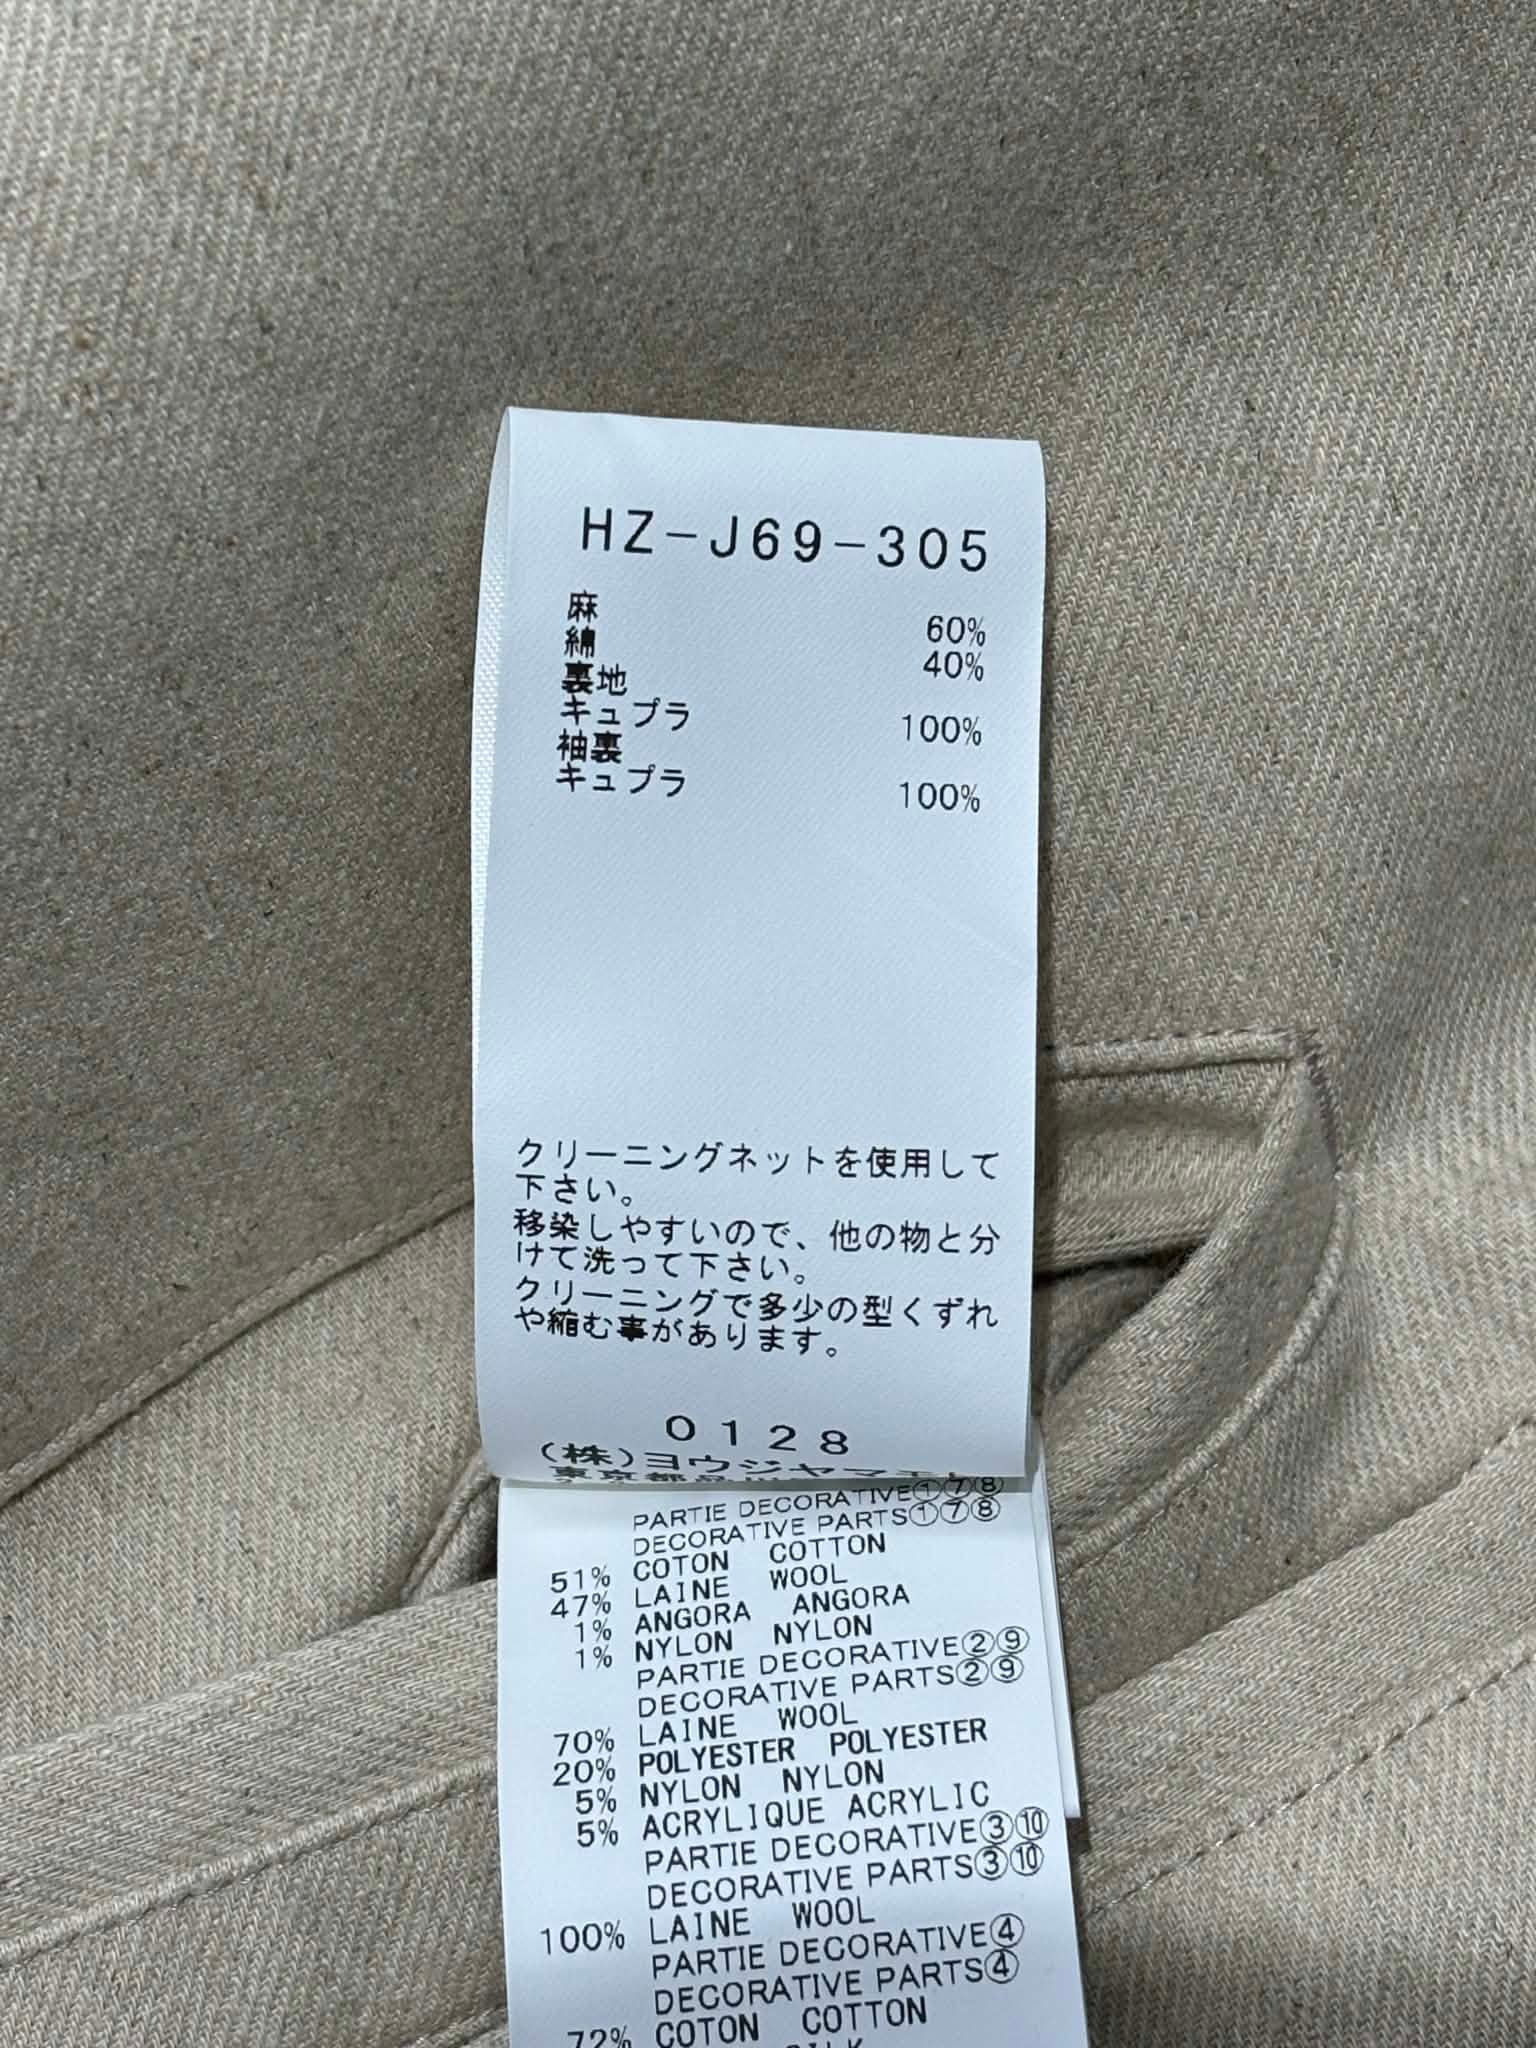 HZ-J69-305
麻 60%
綿 40%
裏地
キュプラ 100%
袖裏
キュプラ 100%
クリーニングネットを使用して
下さい。
移染しやすいので、他の物と分
けて洗って下さい。
クリーニングで多少の型くずれ
や縮む事があります。
0128
(株)ヨウジヤマモト
東京都品川
PARTIE DECORATIVE①⑦⑧
DECORATIVE PARTS①⑦⑧
51% COTON COTTON
47% LAINE WOOL
1% ANGORA ANGORA
1% NYLON NYLON
PARTIE DECORATIVE②⑨
DECORATIVE PARTS②⑨
70% LAINE WOOL
20% POLYESTER POLYESTER
5% NYLON NYLON
5% ACRYLIQUE ACRYLIC
PARTIE DECORATIVE③⑩
DECORATIVE PARTS③⑩
100% LAINE WOOL
PARTIE DECORATIVE④
DECORATIVE PARTS④
72% COTON COTTON
SILK